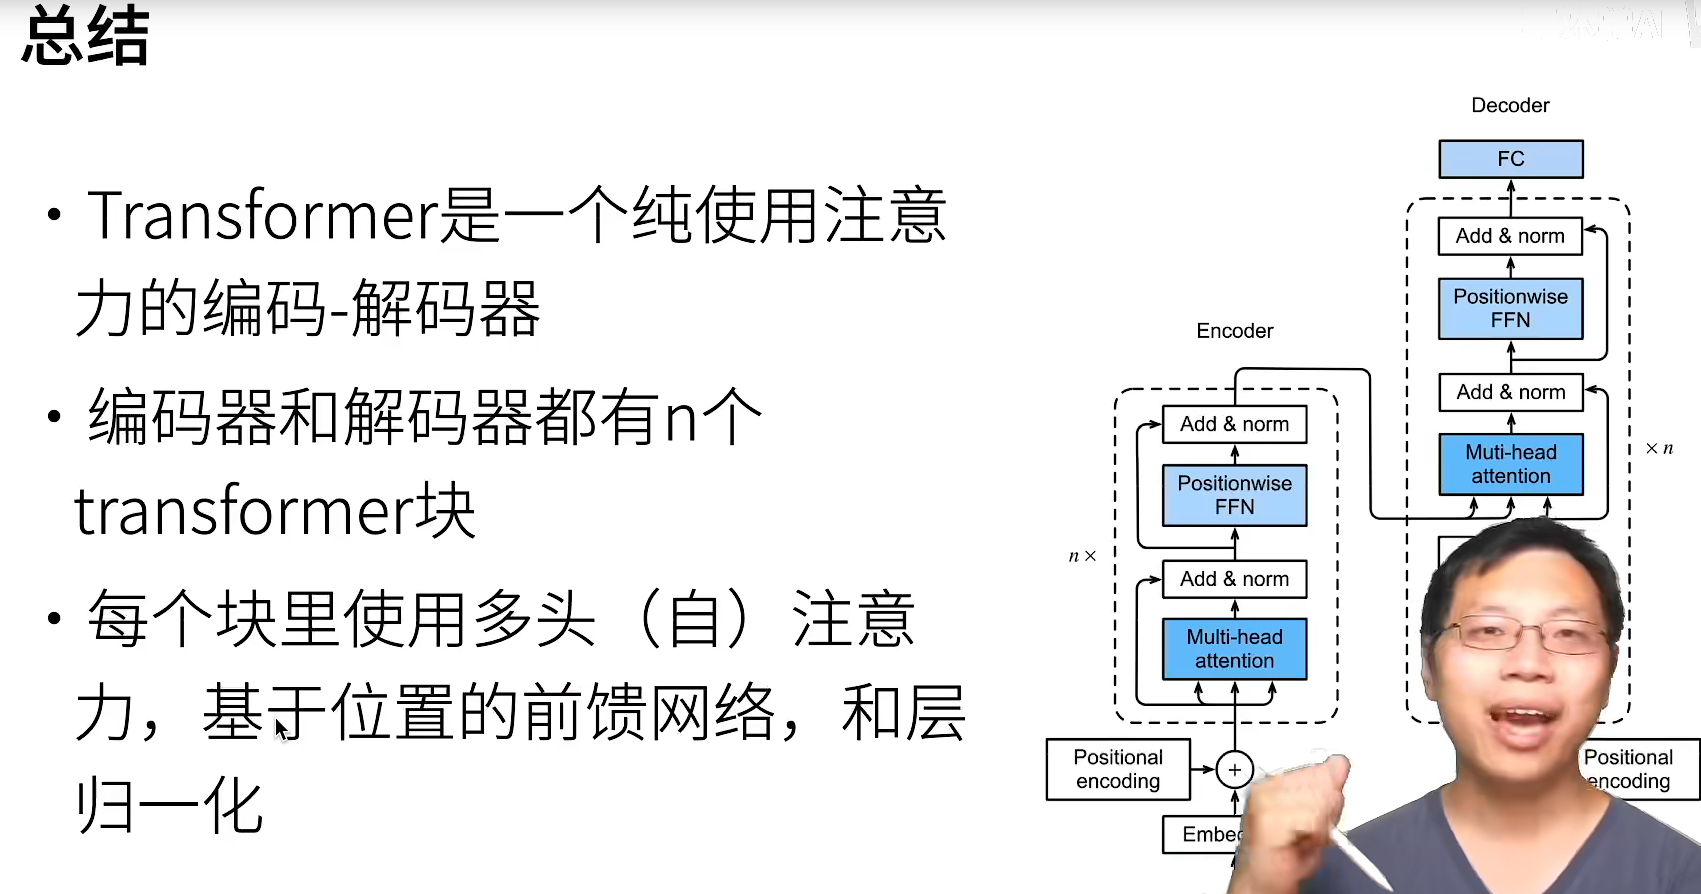 总结
• Transformer是一个纯使用注意
力的编码-解码器
• 编码器和解码器都有n个
transformer块
• 每个块里使用多头（自）注意
力，基于位置的前馈网络，和层
归一化
Decoder
FC
Add & norm
Positionwise
FFN
Add & norm
Muti-head
attention
× n
Encoder
Add & norm
Positionwise
FFN
n ×
Add & norm
Multi-head
attention
Positional
encoding
+
Positional
encoding